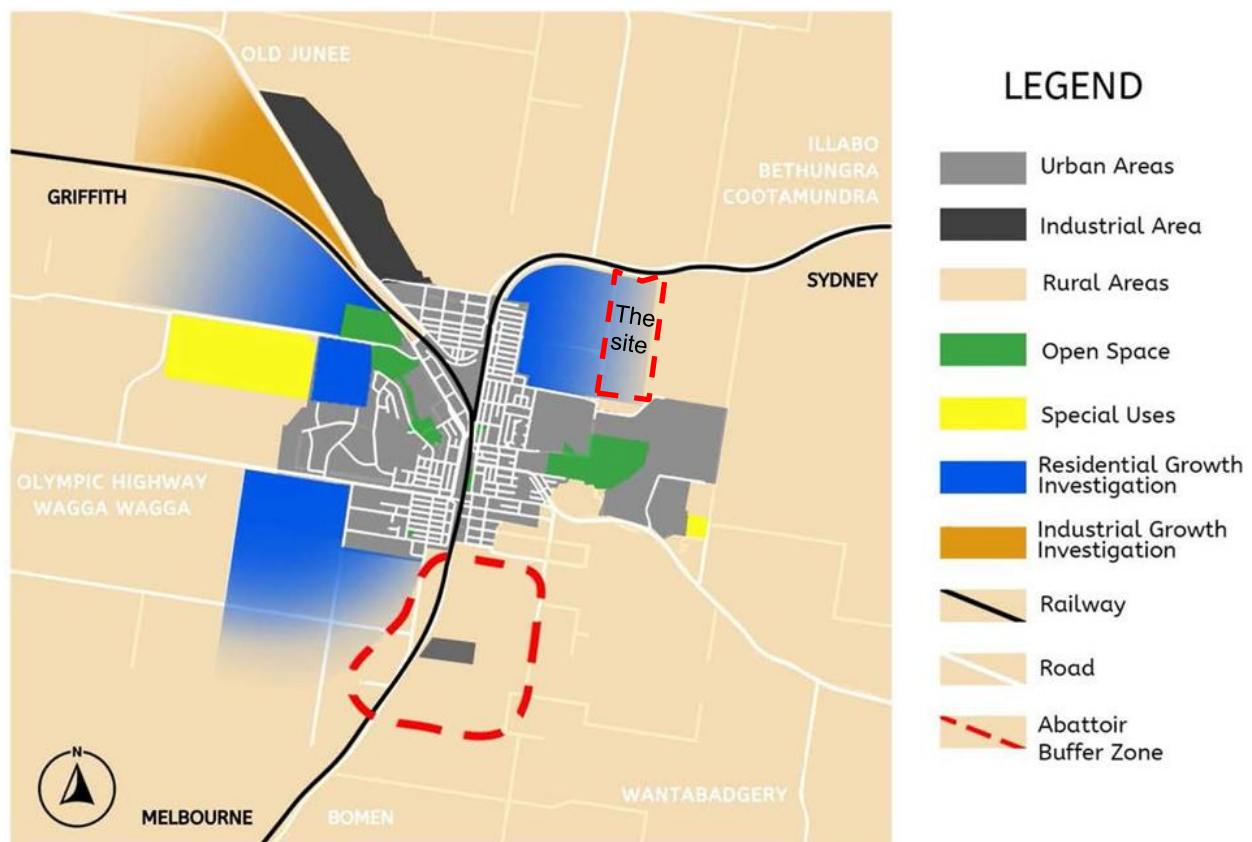 OLD JUNEE
ILLABO
BETHUNGRA
COOTAMUNDRA
GRIFFITH
SYDNEY
The
site
OLYMPIC HIGHWAY
WAGGA WAGGA
WANTABADGERY
MELBOURNE
BOMEN
N
LEGEND
Urban Areas
Industrial Area
Rural Areas
Open Space
Special Uses
Residential Growth
Investigation
Industrial Growth
Investigation
Railway
Road
Abattoir
Buffer Zone